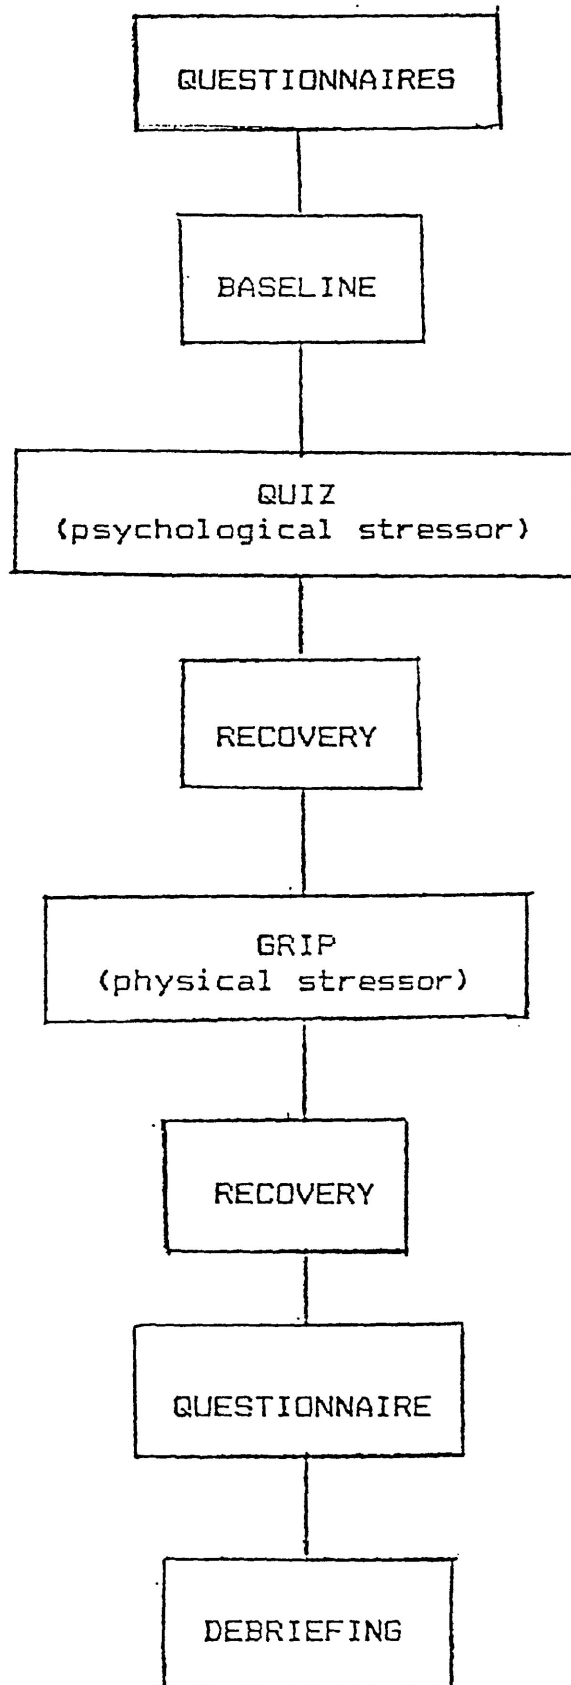 QUESTIONNAIRES
BASELINE
QUIZ
(psychological stressor)
RECOVERY
GRIP
(physical stressor)
RECOVERY
QUESTIONNAIRE
DEBRIEFING